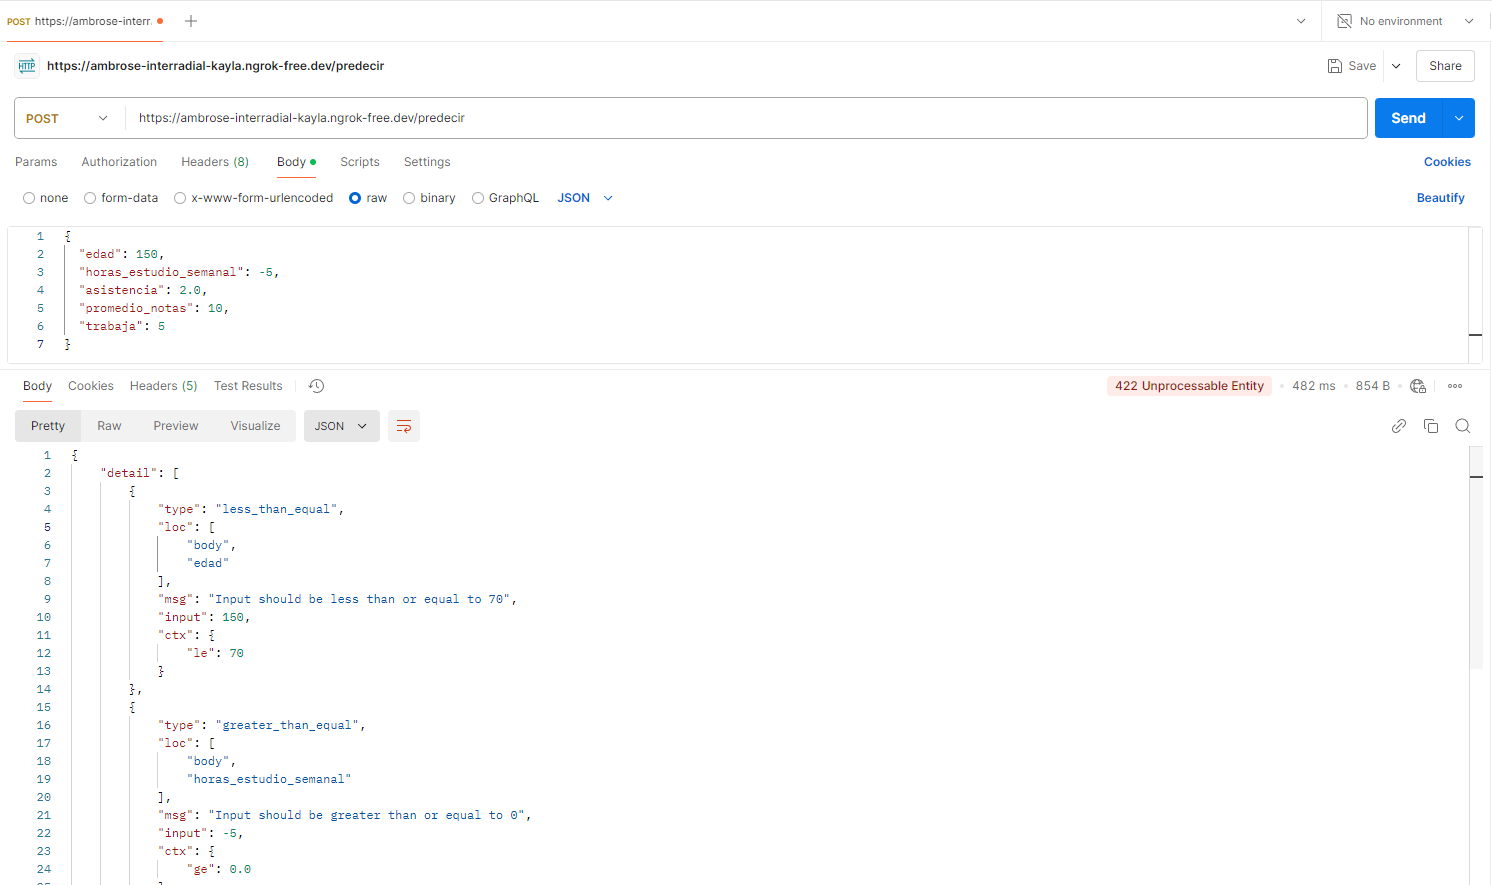 POST https://ambrose-interr.
No environment
HTTP https://ambrose-interradial-kayla.ngrok-free.dev/predecir
Save
Share
POST
https://ambrose-interradial-kayla.ngrok-free.dev/predecir
Send
Params Authorization Headers (8) Body Scripts Settings
Cookies
none form-data x-www-form-urlencoded raw binary GraphQL JSON
Beautify
1 {
2 "edad": 150,
3 "horas_estudio_semanal": -5,
4 "asistencia": 2.0,
5 "promedio_notas": 10,
6 "trabaja": 5
7 }
Body Cookies Headers (5) Test Results
422 Unprocessable Entity 482 ms 854 B
Pretty Raw Preview Visualize JSON
1 {
2 "detail": [
3 {
4 "type": "less_than_equal",
5 "loc": [
6 "body",
7 "edad"
8 ],
9 "msg": "Input should be less than or equal to 70",
10 "input": 150,
11 "ctx": {
12 "le": 70
13 }
14 },
15 {
16 "type": "greater_than_equal",
17 "loc": [
18 "body",
19 "horas_estudio_semanal"
20 ],
21 "msg": "Input should be greater than or equal to 0",
22 "input": -5,
23 "ctx": {
24 "ge": 0.0